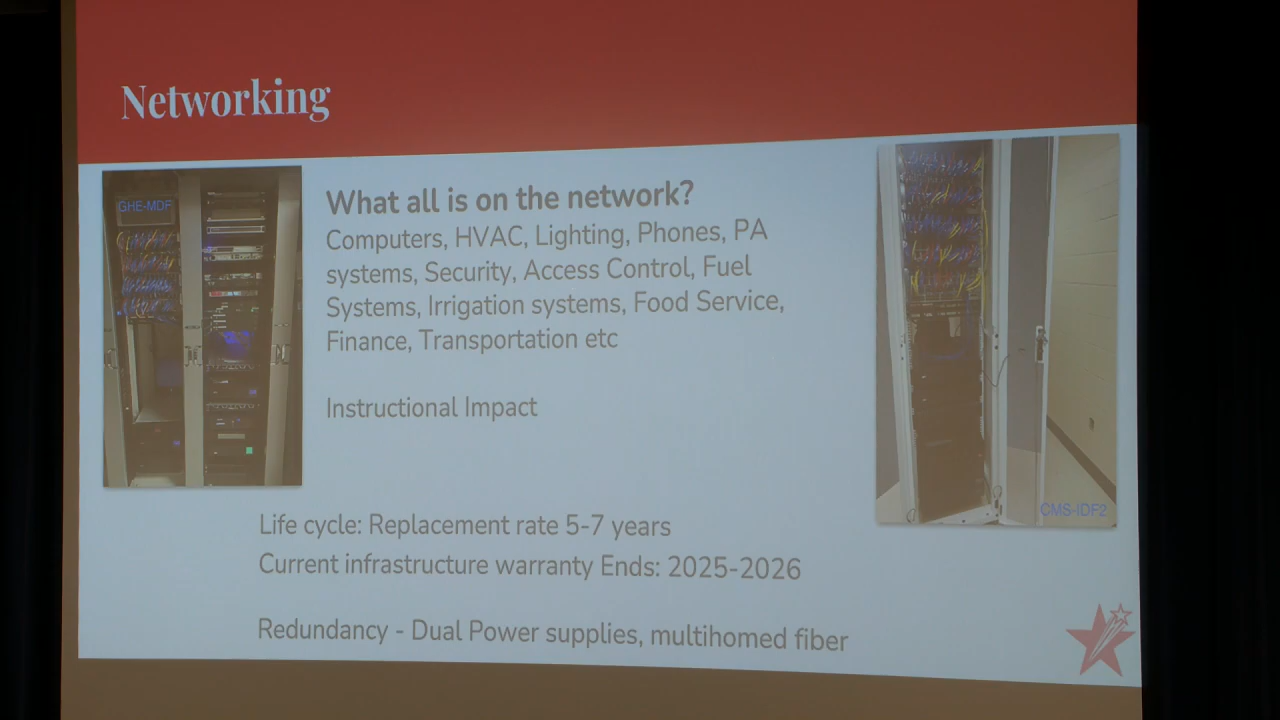 Networking
GHE-MDF
What all is on the network?
Computers, HVAC, Lighting, Phones, PA
systems, Security, Access Control, Fuel
Systems, Irrigation systems, Food Service,
Finance, Transportation etc
Instructional Impact
CMS-IDF2
Life cycle: Replacement rate 5-7 years
Current infrastructure warranty Ends: 2025-2026
Redundancy - Dual Power supplies, multihomed fiber